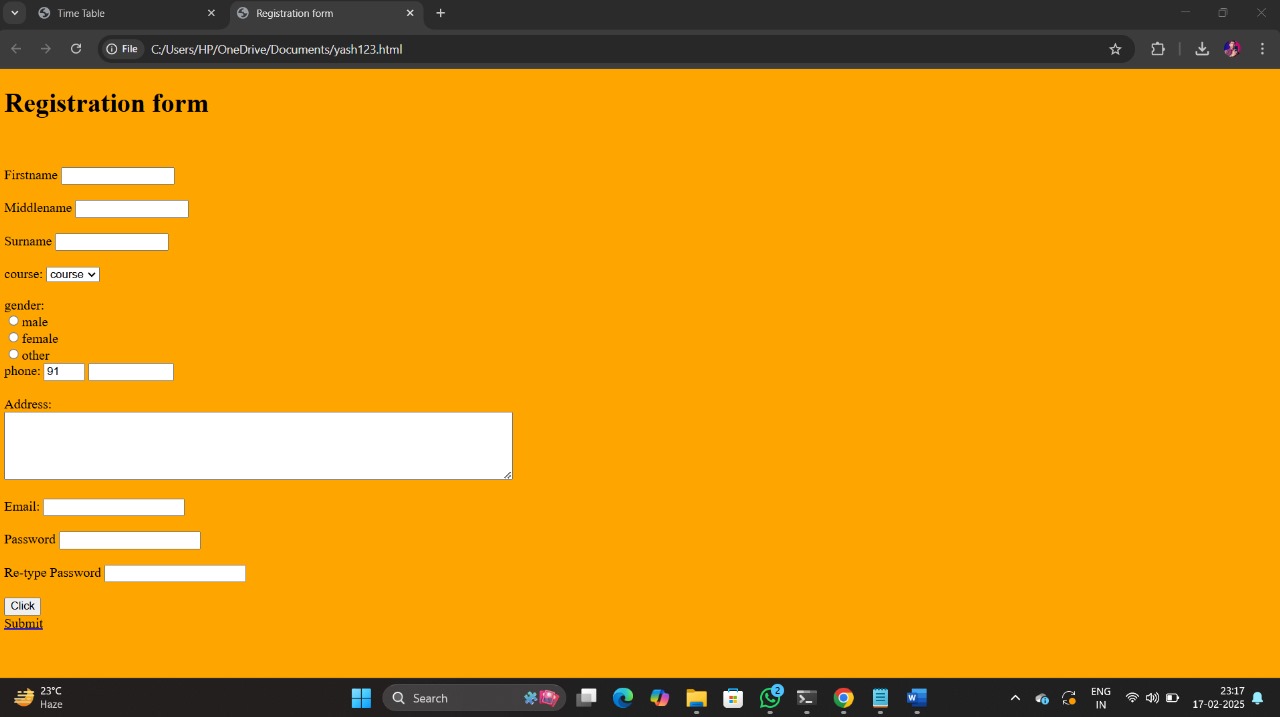 Time Table
Registration form
File C:/Users/HP/OneDrive/Documents/yash123.html
Registration form
Firstname
Middlename
Surname
course: course
gender:
male
female
other
phone: 91
Address:
Email:
Password
Re-type Password
Click
Submit
23°C
Haze
Search
2
ENG
IN
23:17
17-02-2025